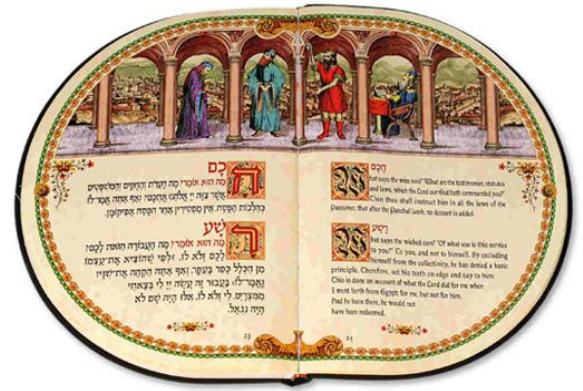 חכם
מה הוא אומר? מה העדות והחקים והמשפטים
אשר צוה יי אלהינו אתכם? ואף אתה אמר לו
כהלכות הפסח: אין מפטירין אחר הפסח אפיקומן.
רשע
מה הוא אומר? מה העבודה הזאת לכם?
לכם ולא לו. ולפי שהוציא את עצמו
מן הכלל כפר בעקר. ואף אתה הקהה את שניו
ואמר לו: בעבור זה עשה יי לי בצאתי
ממצרים. לי ולא לו. אלו היה שם לא
היה נגאל.
25
חכם
What says the wise son? "What are the testimonies, statutes
and laws, which the Lord our God hath commanded you?"
Then thou shalt instruct him in all the laws of the
Passover, that after the Paschal lamb, no dessert is added.
רשע
What says the wicked son? "Of what use is this service
to you?" To you, and not to himself. By excluding
himself from the collectivity, he has denied a basic
principle. Therefore, set his teeth on edge and say to him:
This is done on account of what the Lord did for me when
I went forth from Egypt: for me, but not for him.
Had he been there, he would not
have been redeemed.
25